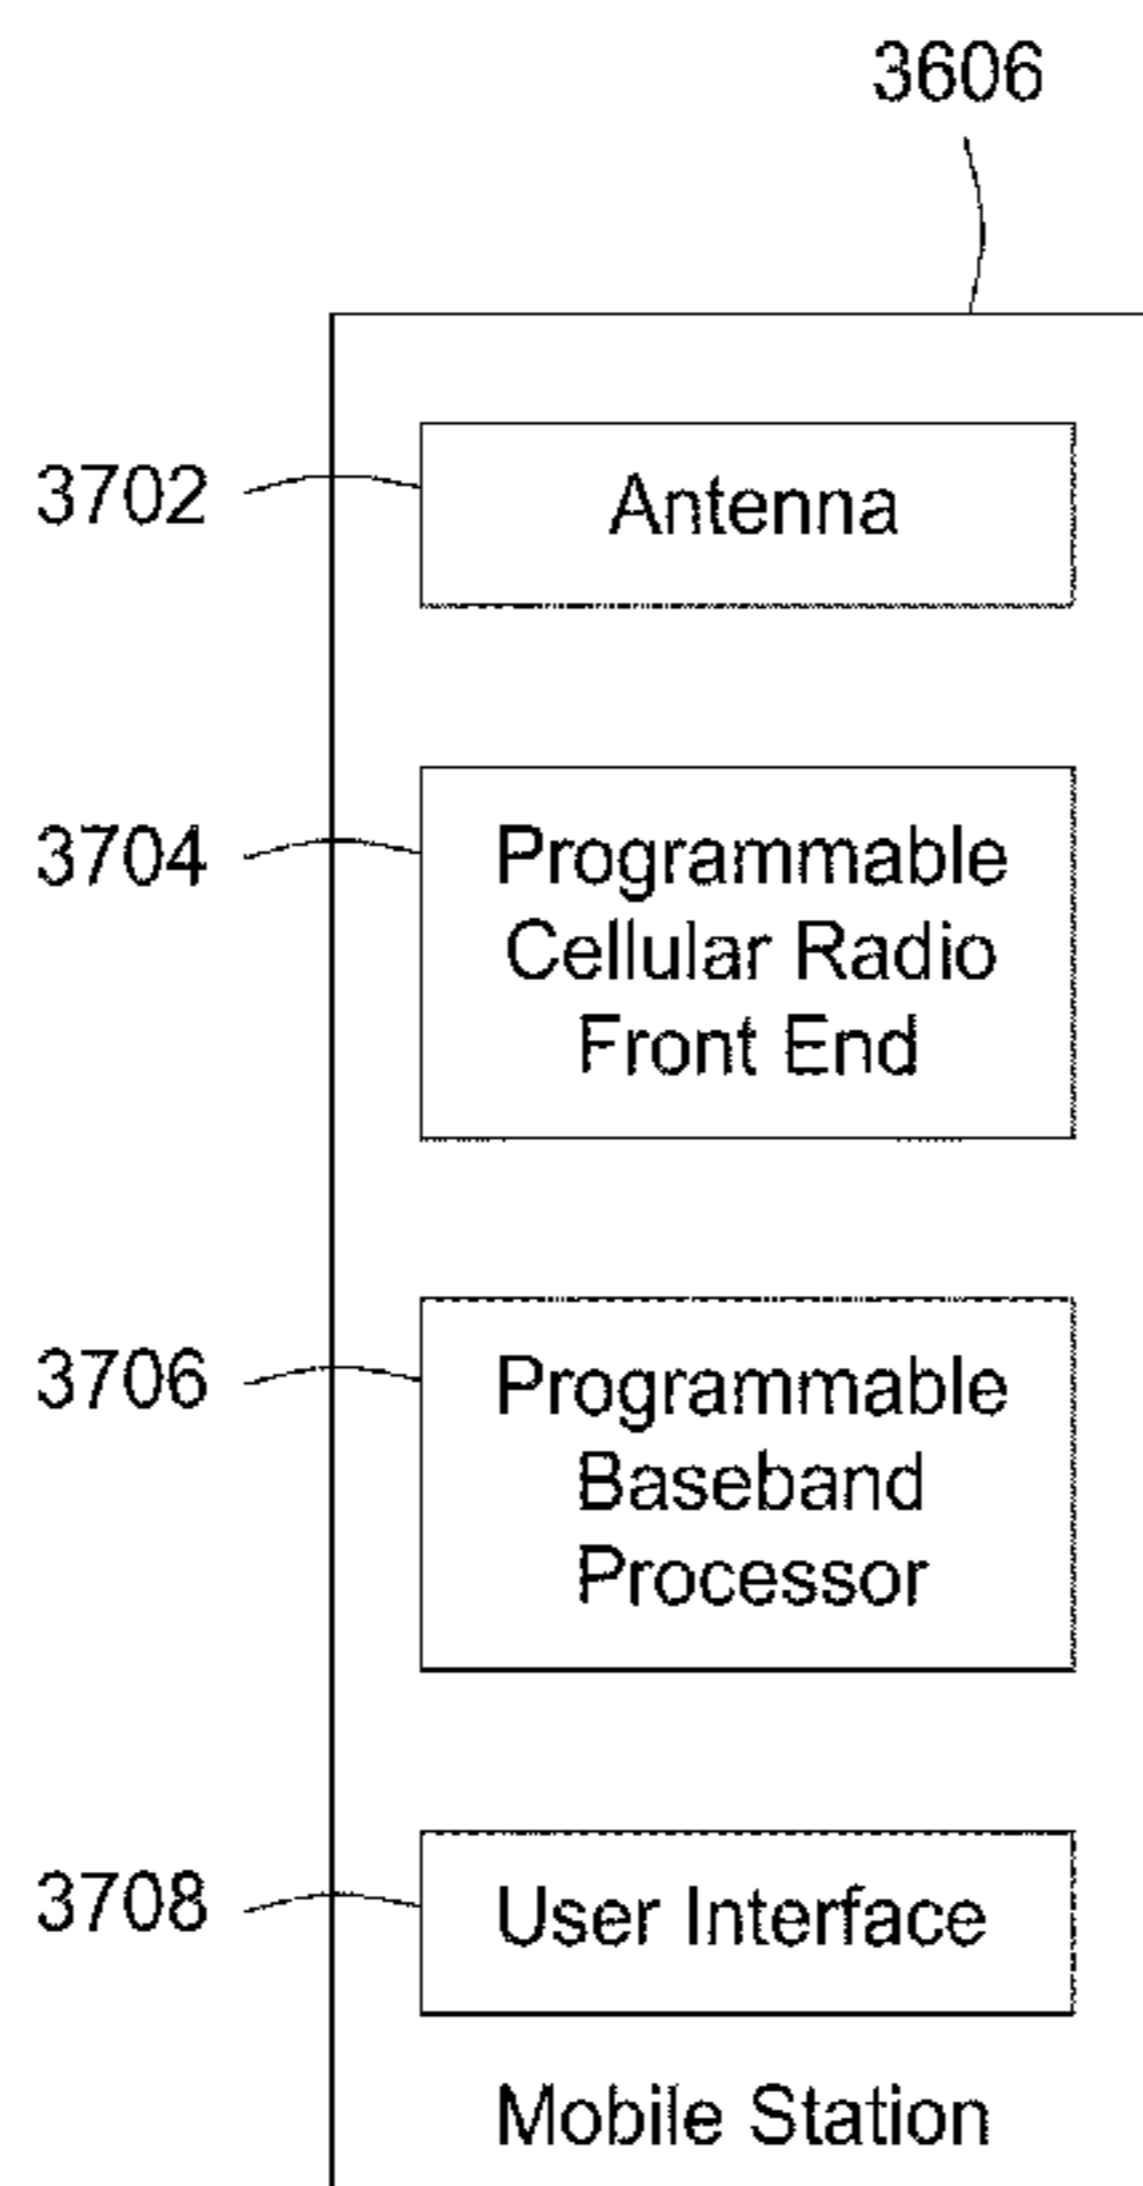 3606
3702
Antenna
3704
Programmable
Cellular Radio
Front End
3706
Programmable
Baseband
Processor
3708
User Interface
Mobile Station